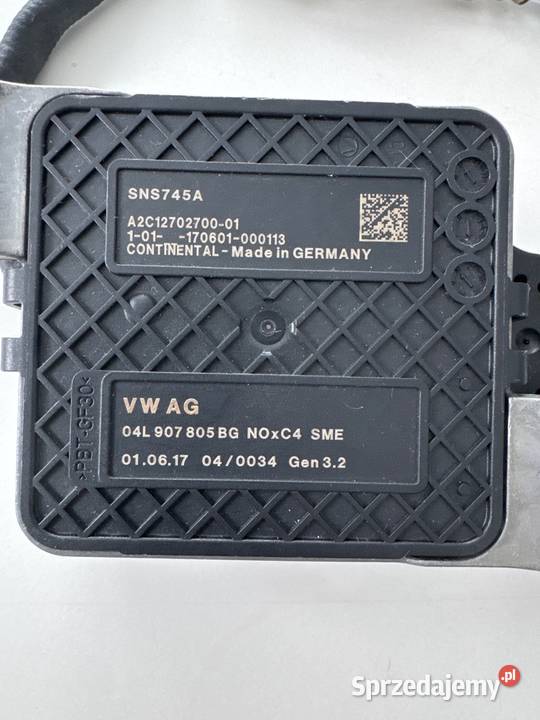 SNS745A
A2C12702700-01
1-01- -170601-000113
CONTINENTAL - Made in GERMANY
>PBT-GF30<
VW AG
04L 907 805 BG NOxC4 SME
01.06.17 04/0034 Gen 3.2
Sprzedajemy.pl